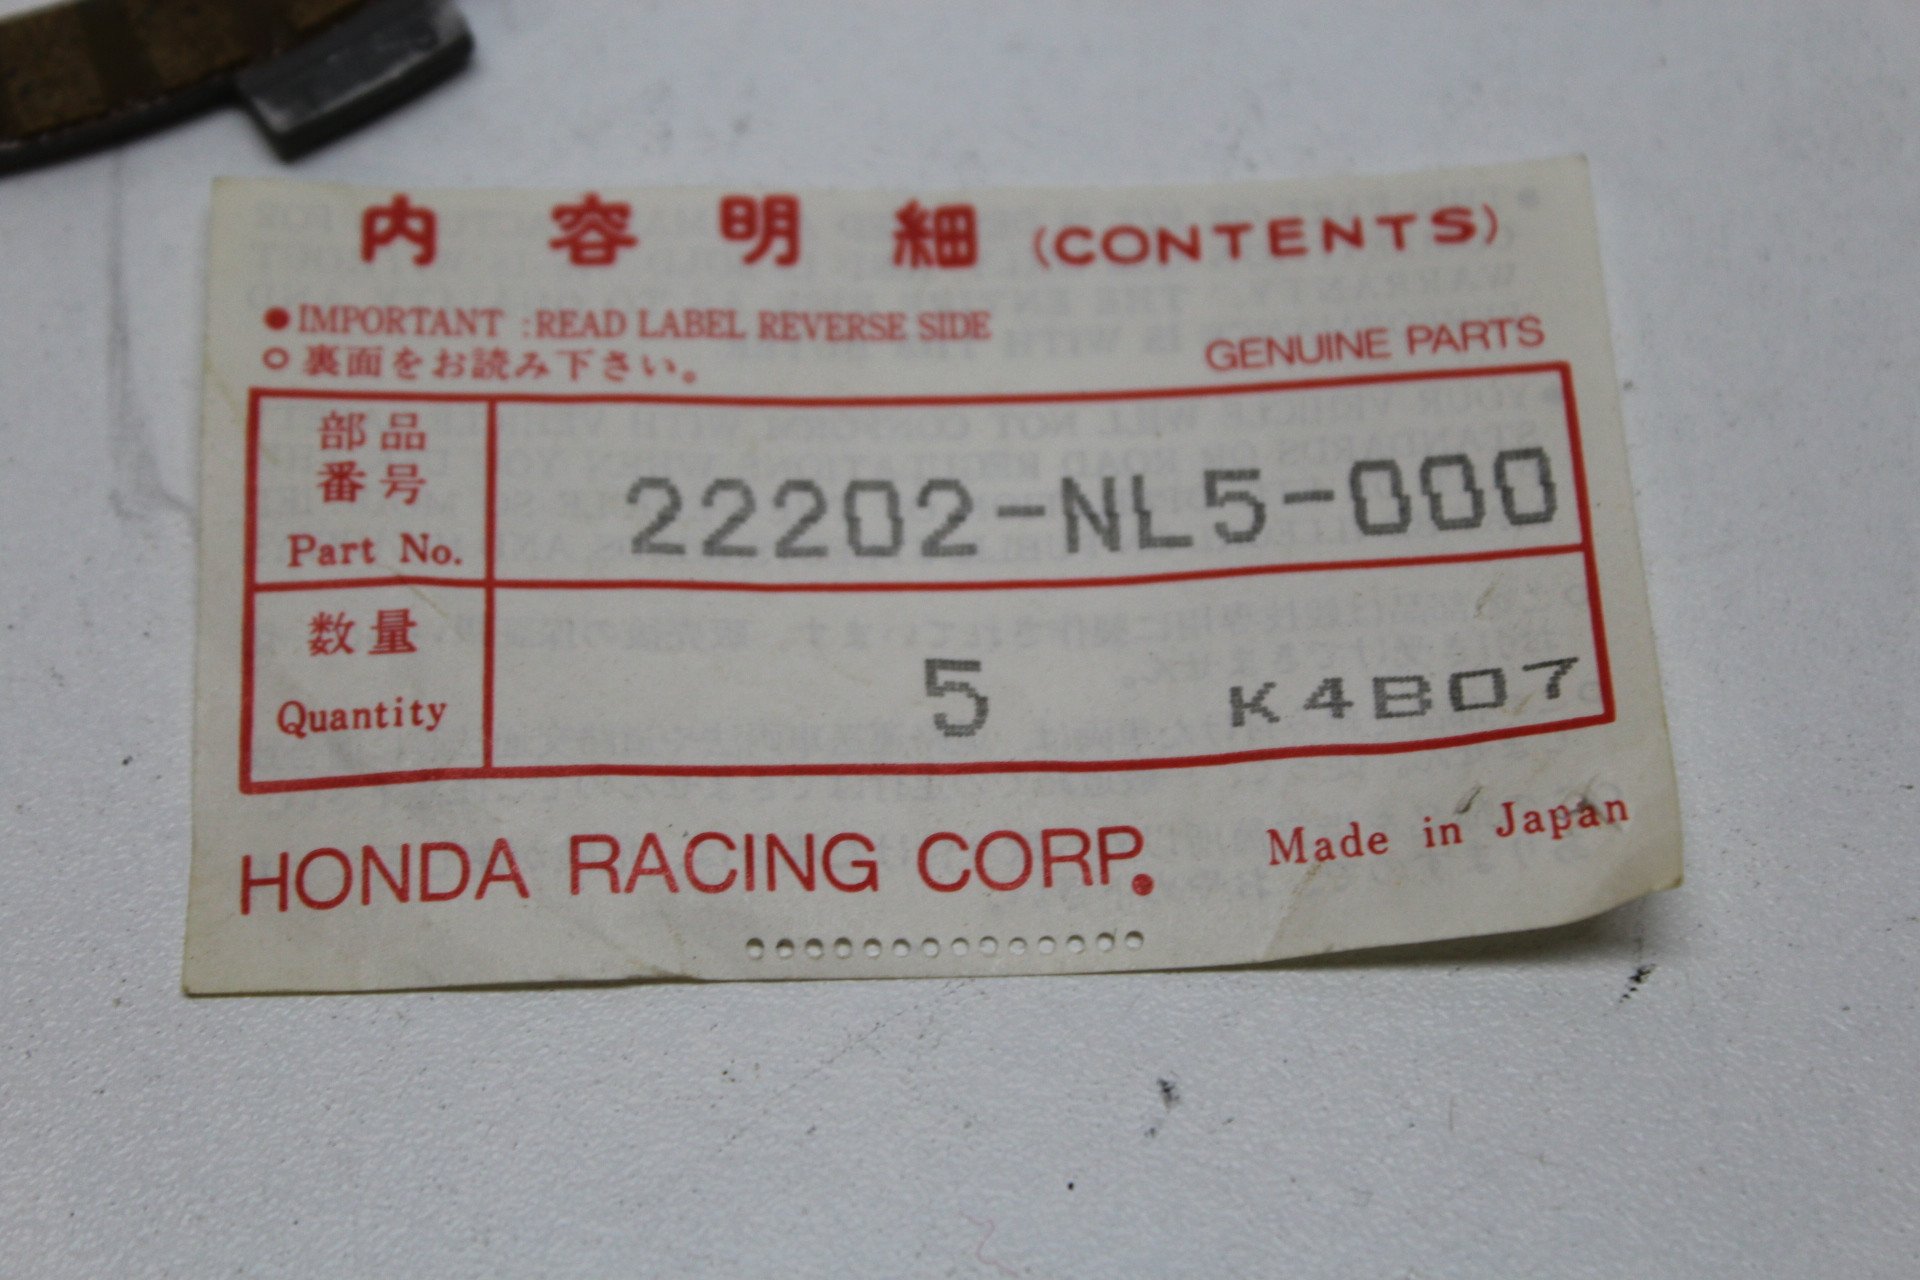 内容明細 (CONTENTS)
●IMPORTANT :READ LABEL REVERSE SIDE
○裏面をお読み下さい。
GENUINE PARTS
部品
番号
Part No.
22202-NL5-000
数量
Quantity
5
K4B07
HONDA RACING CORP.
Made in Japan